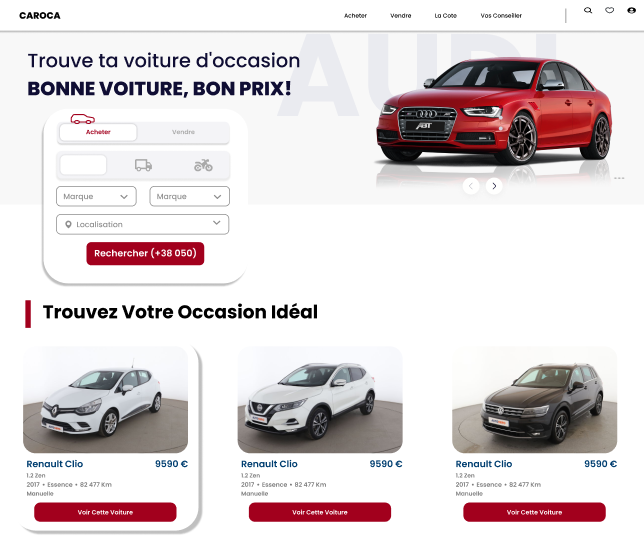 CAROCA
Acheter Vendre La Cote Vos Conseiller
AUDI
Trouve ta voiture d'occasion
BONNE VOITURE, BON PRIX!
ABT
Acheter Vendre
Marque Marque
Localisation
Rechercher (+38 050)
Trouvez Votre Occasion Idéal
Renault Clio 9590 €
1.2 Zen
2017 • Essence • 82 477 Km
Manuelle
Voir Cette Voiture
Renault Clio 9590 €
1.2 Zen
2017 • Essence • 82 477 Km
Manuelle
Voir Cette Voiture
Renault Clio 9590 €
1.2 Zen
2017 • Essence • 82 477 Km
Manuelle
Voir Cette Voiture